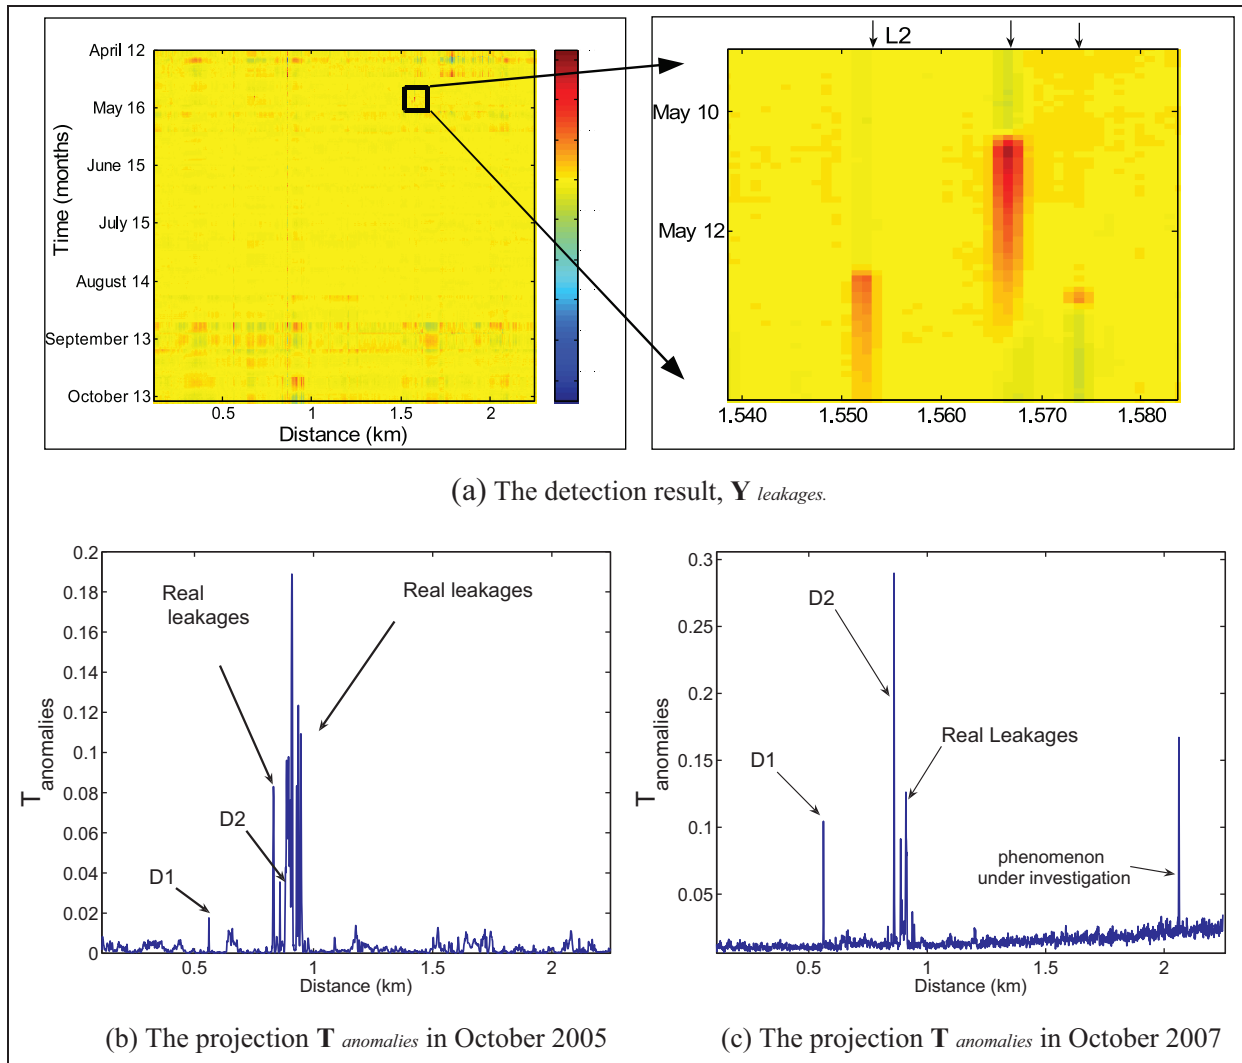 L2
April 12
May 16
June 15
July 15
August 14
September 13
October 13
Time (months)
0.5 1 1.5 2
Distance (km)
May 10
May 12
1.540 1.550 1.560 1.570 1.580
(a) The detection result, Y leakages.
0.2
0.18
0.16
0.14
0.12
0.1
0.08
0.06
0.04
0.02
0
T anomalies
Real
leakages
Real leakages
D2
D1
0.5 1 1.5 2
Distance (km)
(b) The projection T anomalies in October 2005
0.3
0.25
0.2
0.15
0.1
0.05
T anomalies
D2
D1
Real Leakages
phenomenon
under investigation
0.5 1 1.5 2
Distance (km)
(c) The projection T anomalies in October 2007